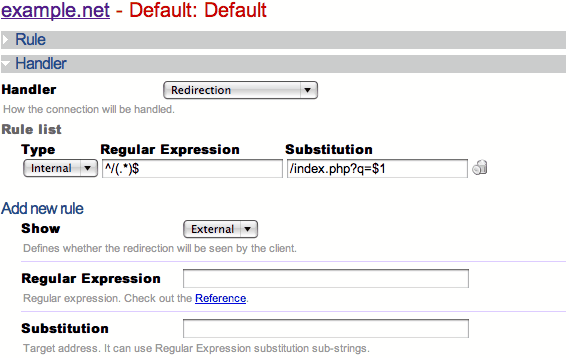 example.net - Default: Default
Rule
Handler
Handler Redirection
How the connection will be handled.
Rule list
Type Regular Expression Substitution
Internal ^/(.*)$ /index.php?q=$1
Add new rule
Show External
Defines whether the redirection will be seen by the client.
Regular Expression
Regular expression. Check out the Reference.
Substitution
Target address. It can use Regular Expression substitution sub-strings.